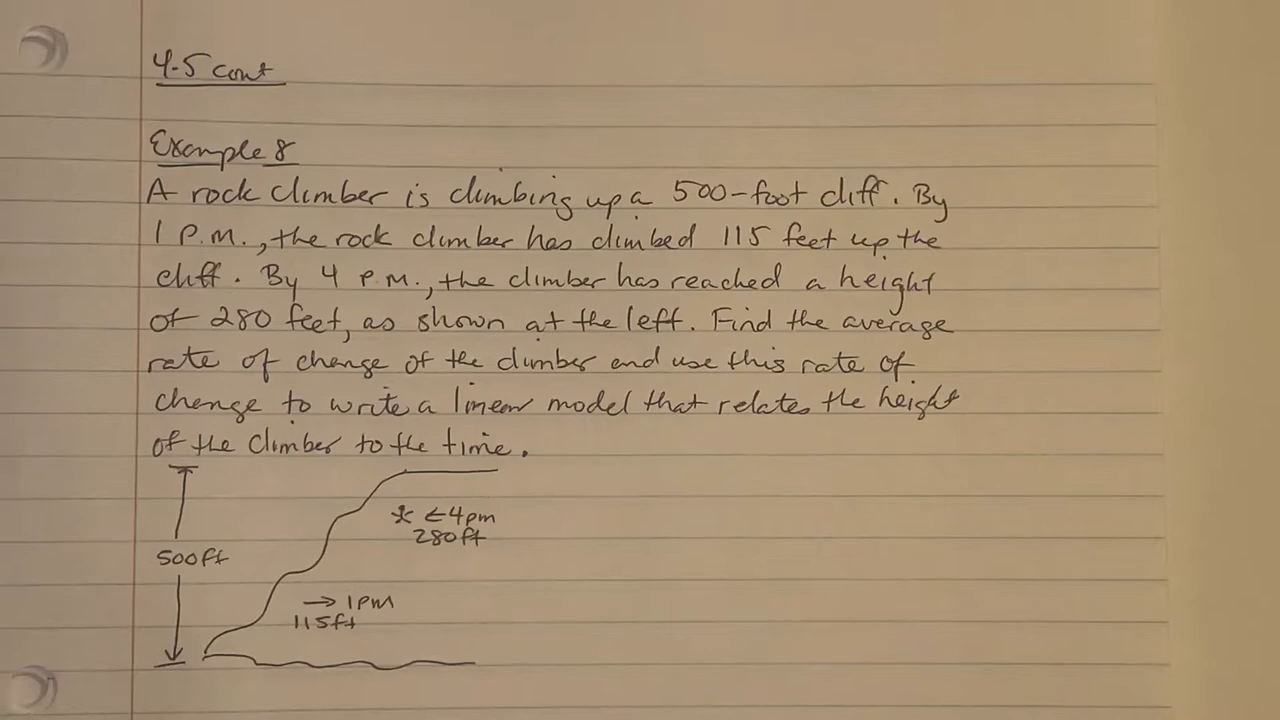 4-5 cont
Example 8
A rock climber is climbing up a 500-foot cliff. By
1 P.M., the rock climber has climbed 115 feet up the
cliff. By 4 P.M., the climber has reached a height
of 280 feet, as shown at the left. Find the average
rate of change of the climber and use this rate of
change to write a linear model that relates the height
of the climber to the time.
* ← 4pm
280ft
500ft
→ 1PM
115ft